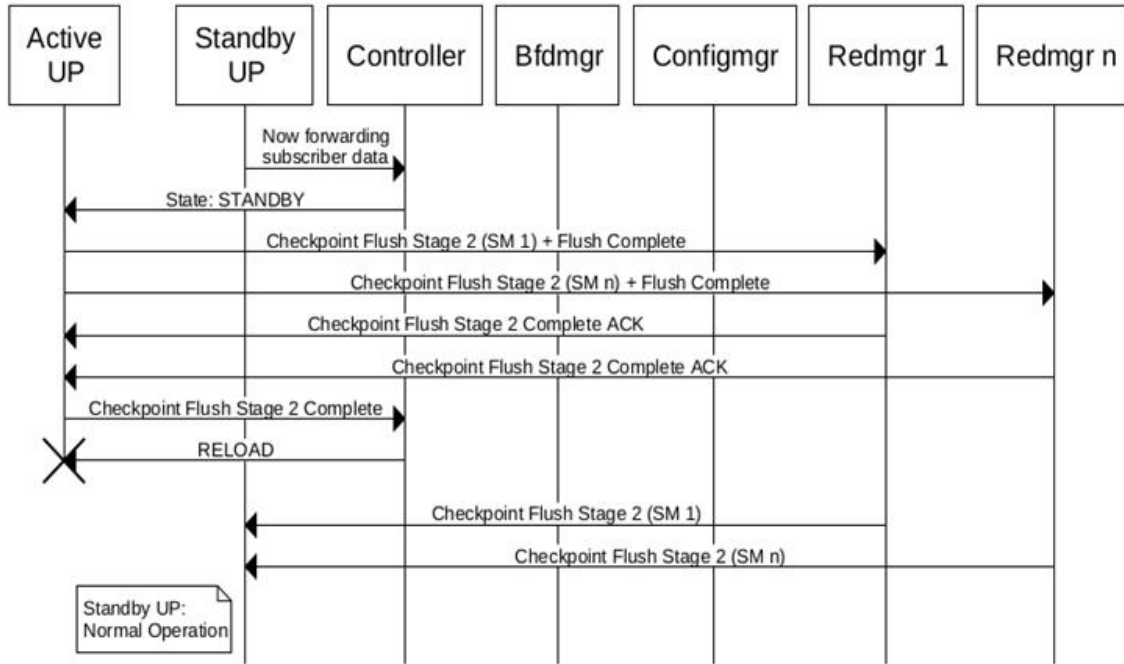 Active
UP
Standby
UP
Controller
Bfdmgr
Configmgr
Redmgr 1
Redmgr n
Now forwarding
subscriber data
State: STANDBY
Checkpoint Flush Stage 2 (SM 1) + Flush Complete
Checkpoint Flush Stage 2 (SM n) + Flush Complete
Checkpoint Flush Stage 2 Complete ACK
Checkpoint Flush Stage 2 Complete ACK
Checkpoint Flush Stage 2 Complete
RELOAD
Checkpoint Flush Stage 2 (SM 1)
Checkpoint Flush Stage 2 (SM n)
Standby UP:
Normal Operation